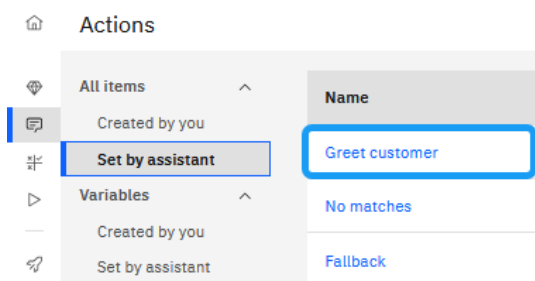 Actions
All items
Created by you
Set by assistant
Variables
Created by you
Set by assistant
Name
Greet customer
No matches
Fallback